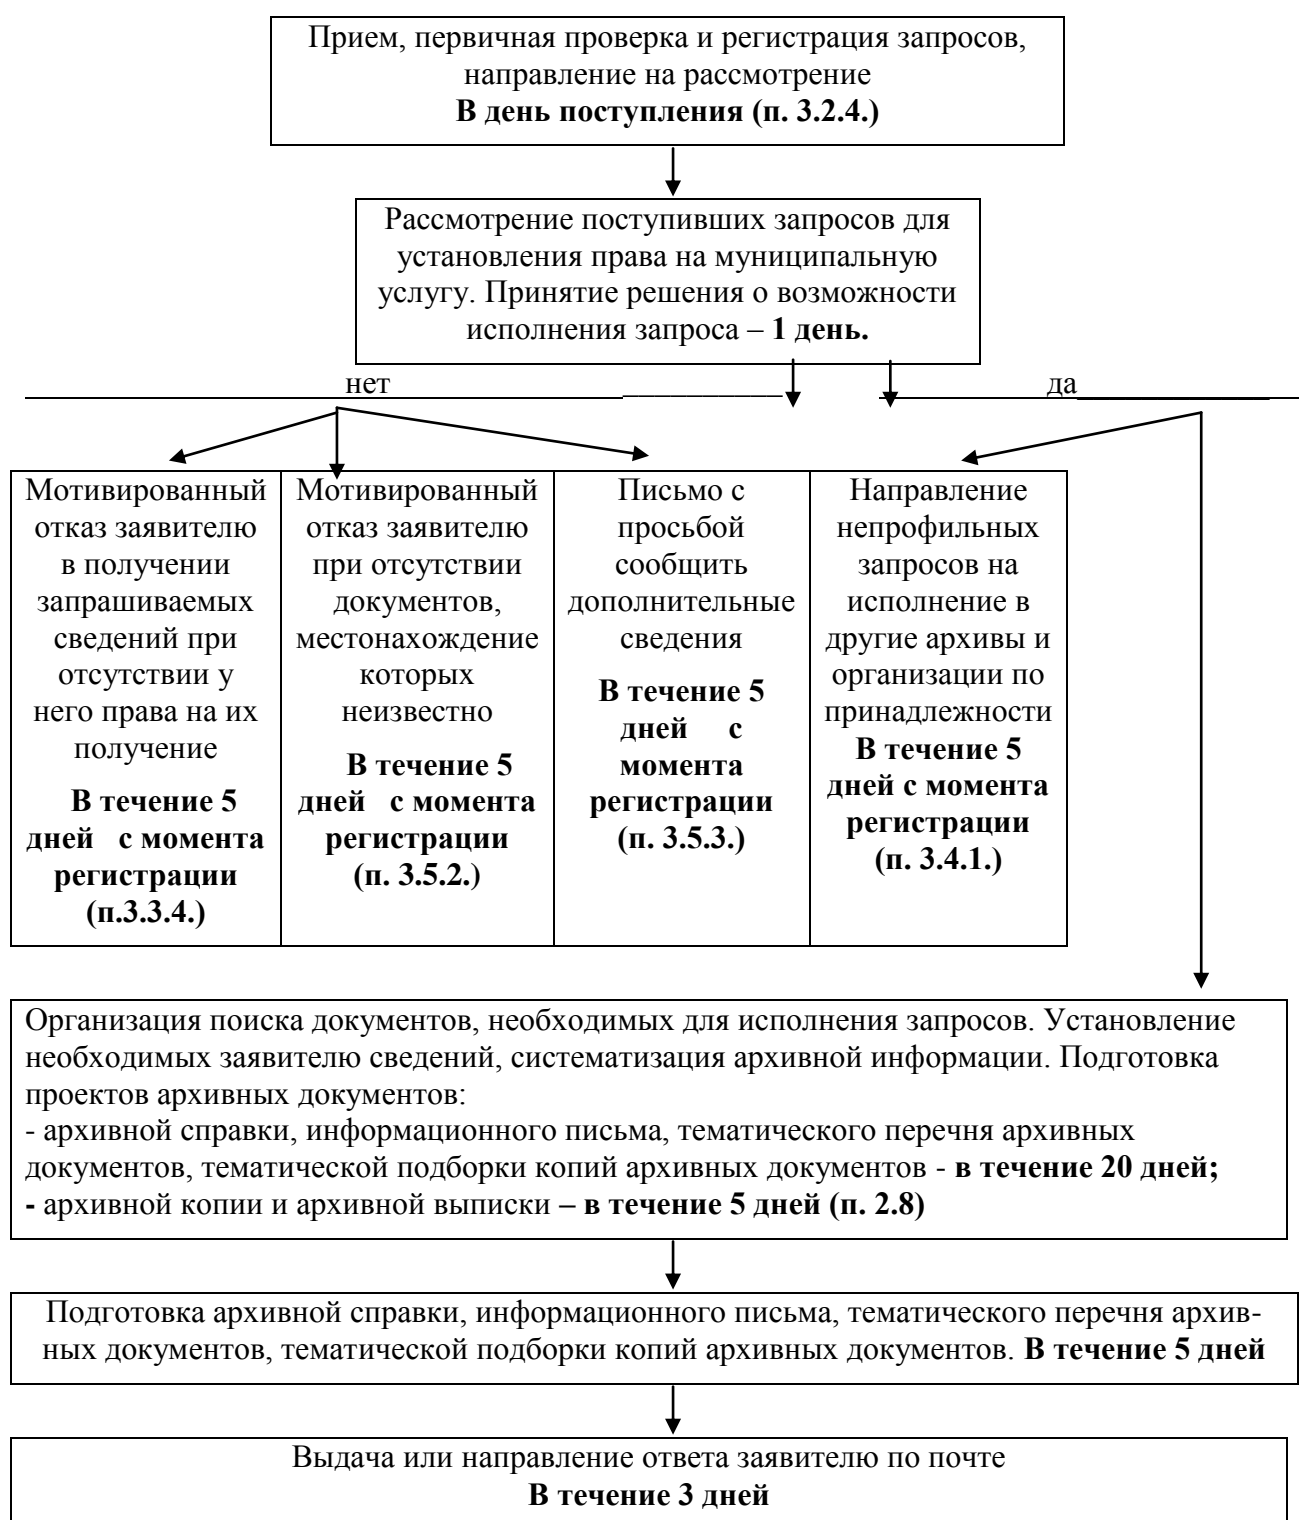 Прием, первичная проверка и регистрация запросов,
направление на рассмотрение
В день поступления (п. 3.2.4.)
Рассмотрение поступивших запросов для
установления права на муниципальную
услугу. Принятие решения о возможности
исполнения запроса – 1 день.
нет
да
Мотивированный
отказ заявителю
в получении
запрашиваемых
сведений при
отсутствии у
него права на их
получение
В течение 5
дней с момента
регистрации
(п.3.3.4.)
Мотивированный
отказ заявителю
при отсутствии
документов,
местонахождение
которых
неизвестно
В течение 5
дней с момента
регистрации
(п. 3.5.2.)
Письмо с
просьбой
сообщить
дополнительные
сведения
В течение 5
дней с
момента
регистрации
(п. 3.5.3.)
Направление
непрофильных
запросов на
исполнение в
другие архивы и
организации по
принадлежности
В течение 5
дней с момента
регистрации
(п. 3.4.1.)
Организация поиска документов, необходимых для исполнения запросов. Установление
необходимых заявителю сведений, систематизация архивной информации. Подготовка
проектов архивных документов:
- архивной справки, информационного письма, тематического перечня архивных
документов, тематической подборки копий архивных документов - в течение 20 дней;
- архивной копии и архивной выписки – в течение 5 дней (п. 2.8)
Подготовка архивной справки, информационного письма, тематического перечня архив-
ных документов, тематической подборки копий архивных документов. В течение 5 дней
Выдача или направление ответа заявителю по почте
В течение 3 дней